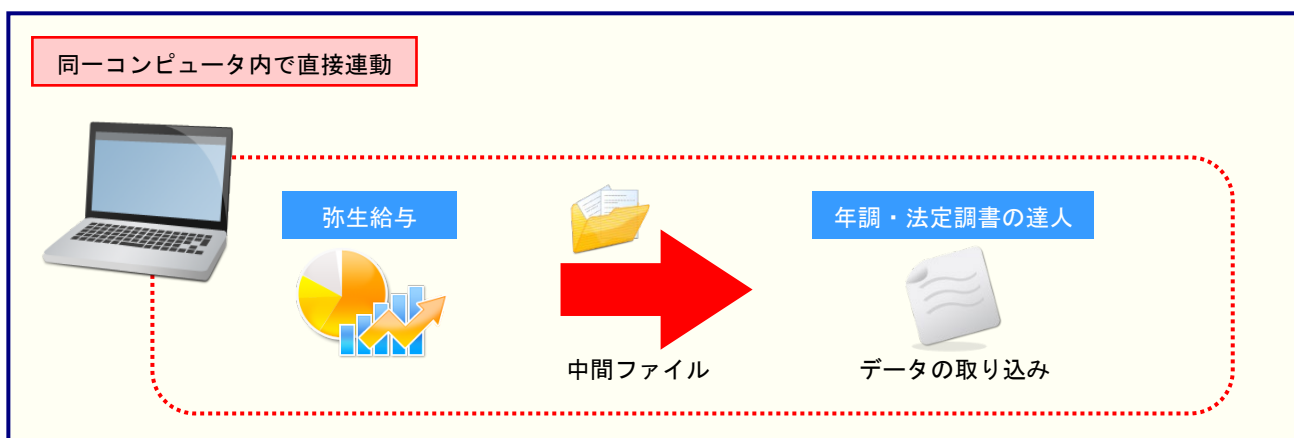 同一コンピュータ内で直接連動
弥生給与
年調・法定調書の達人
中間ファイル
データの取り込み